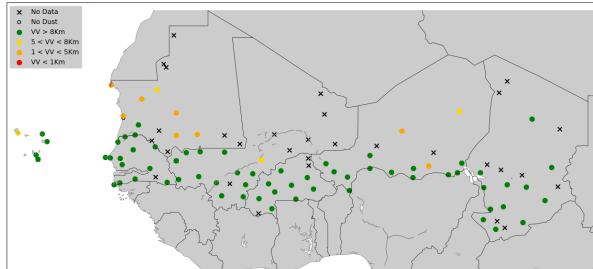 No Data
No Dust
VV > 8Km
5 < VV < 8Km
1 < VV < 5Km
VV < 1Km